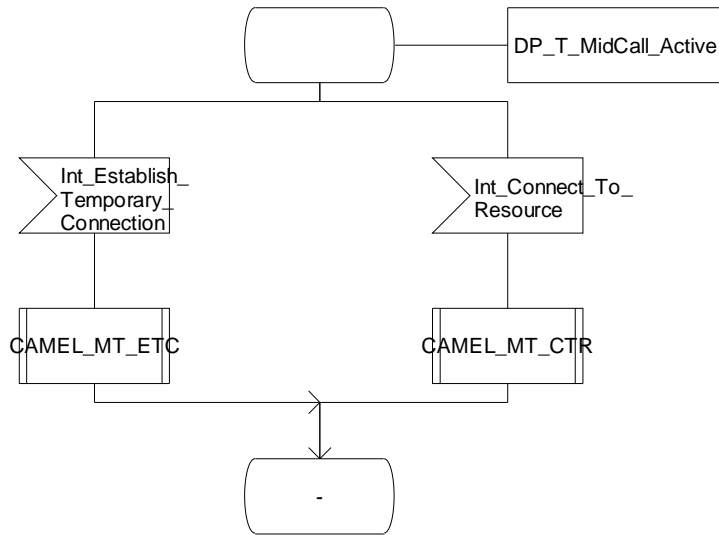 DP_T_MidCall_Active
Int_Establish_
Temporary_
Connection
Int_Connect_To_
Resource
CAMEL_MT_ETC
CAMEL_MT_CTR
-